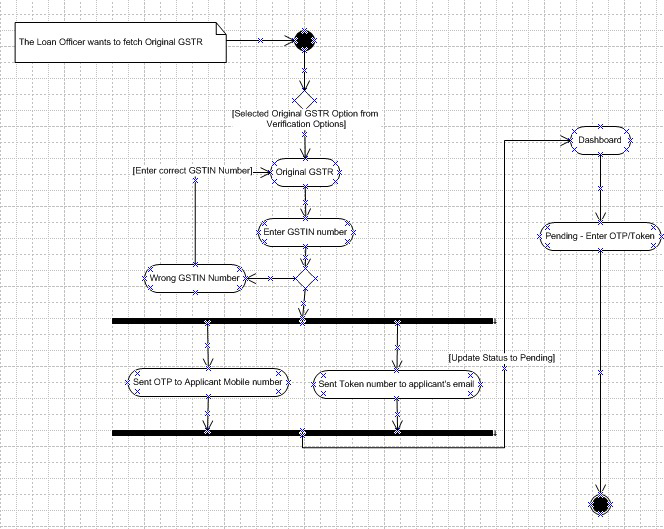 The Loan Officer wants to fetch Original GSTR
[Selected Original GSTR Option from
Verification Options]
Dashboard
[Enter correct GSTIN Number]
Original GSTR
Enter GSTIN number
Pending - Enter OTP/Token
Wrong GSTIN Number
[Update Status to Pending]
Sent OTP to Applicant Mobile number
Sent Token number to applicant's email